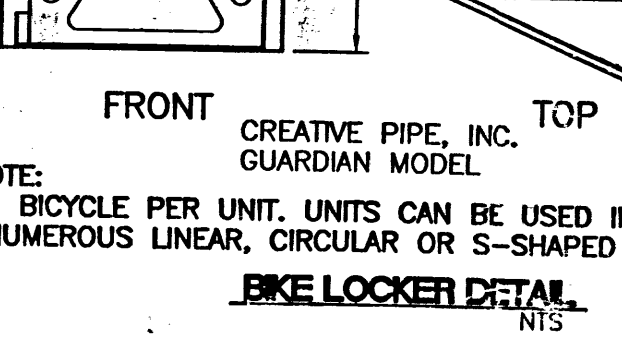 FRONT TOP
CREATIVE PIPE, INC.
GUARDIAN MODEL
OTE:
BICYCLE PER UNIT. UNITS CAN BE USED I
NUMEROUS LINEAR, CIRCULAR OR S-SHAPED
BIKE LOCKER DETAIL
NTS